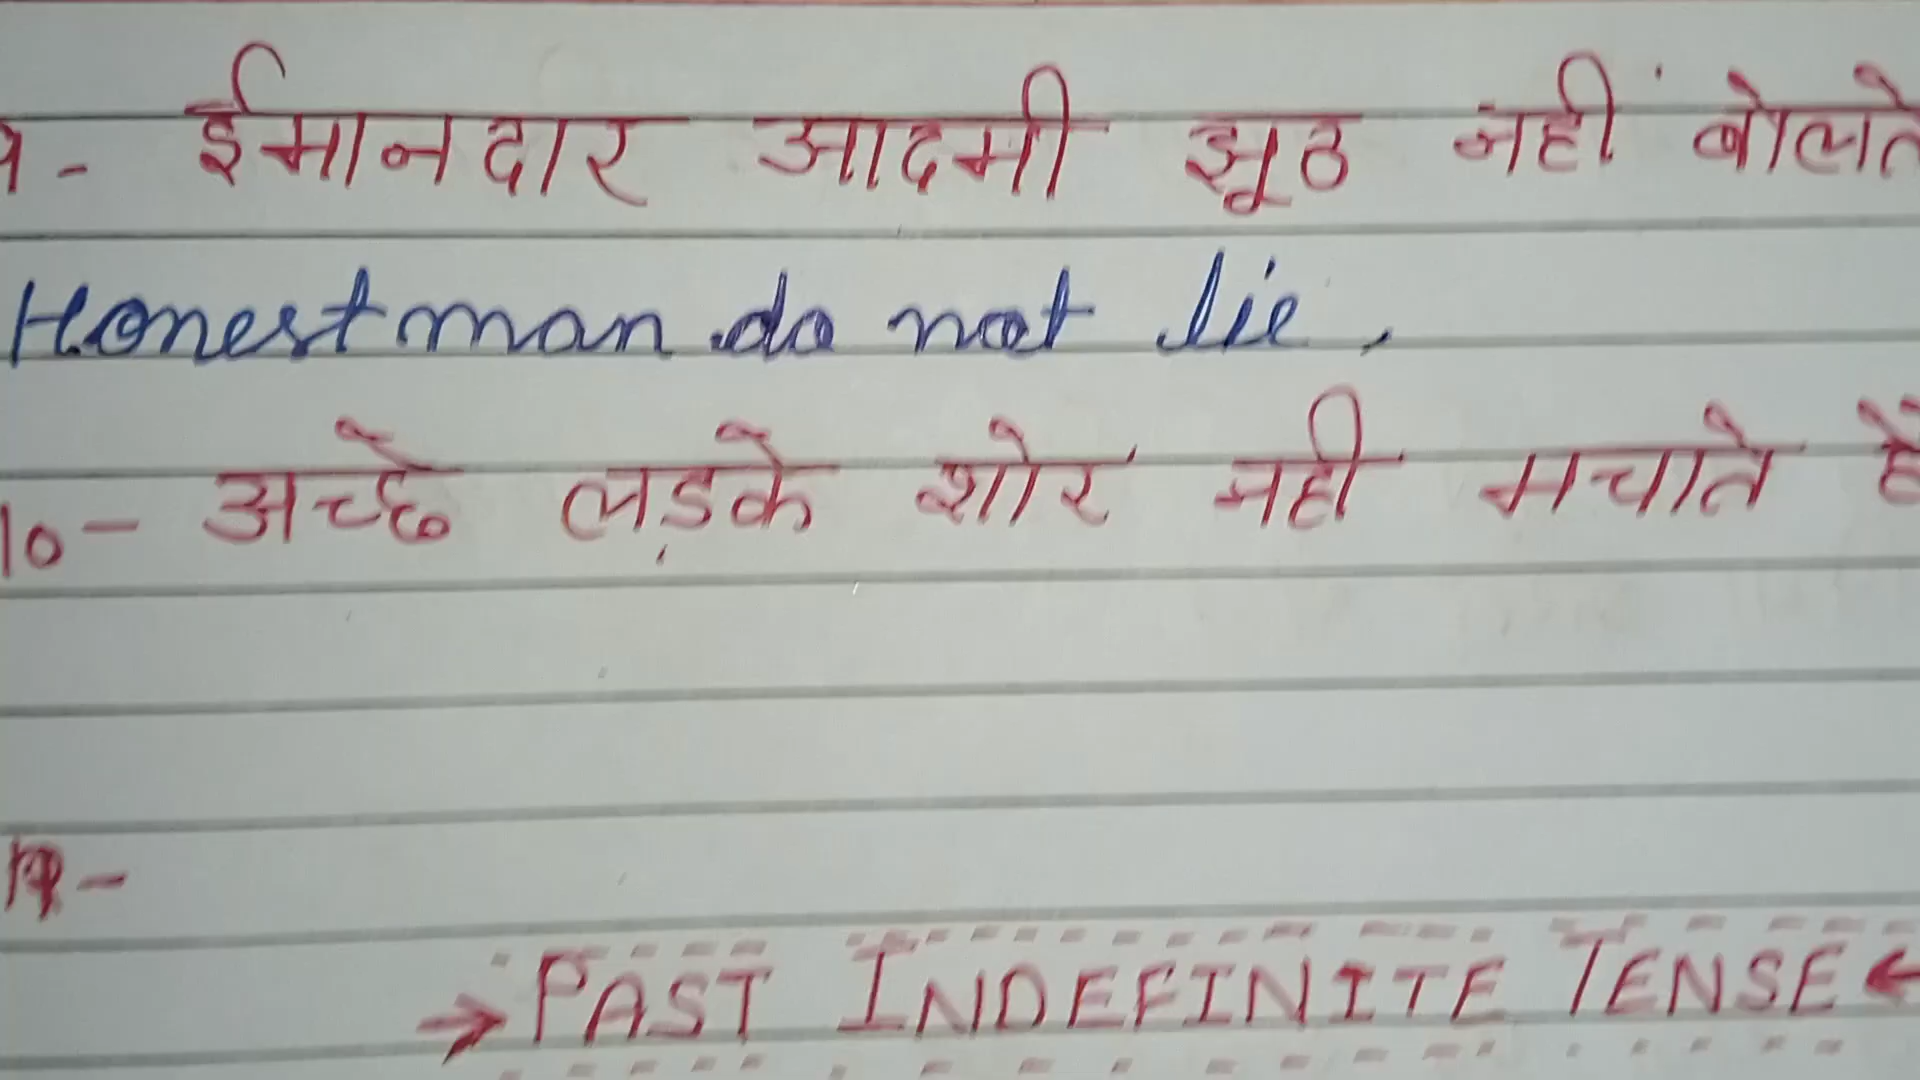 9- ईमानदार आदमी झूठ नहीं बोलते
Honest man do not lie.
10- अच्छे लड़के शोर नही मचाते हैं
→ PAST INDEFINITE TENSE ←